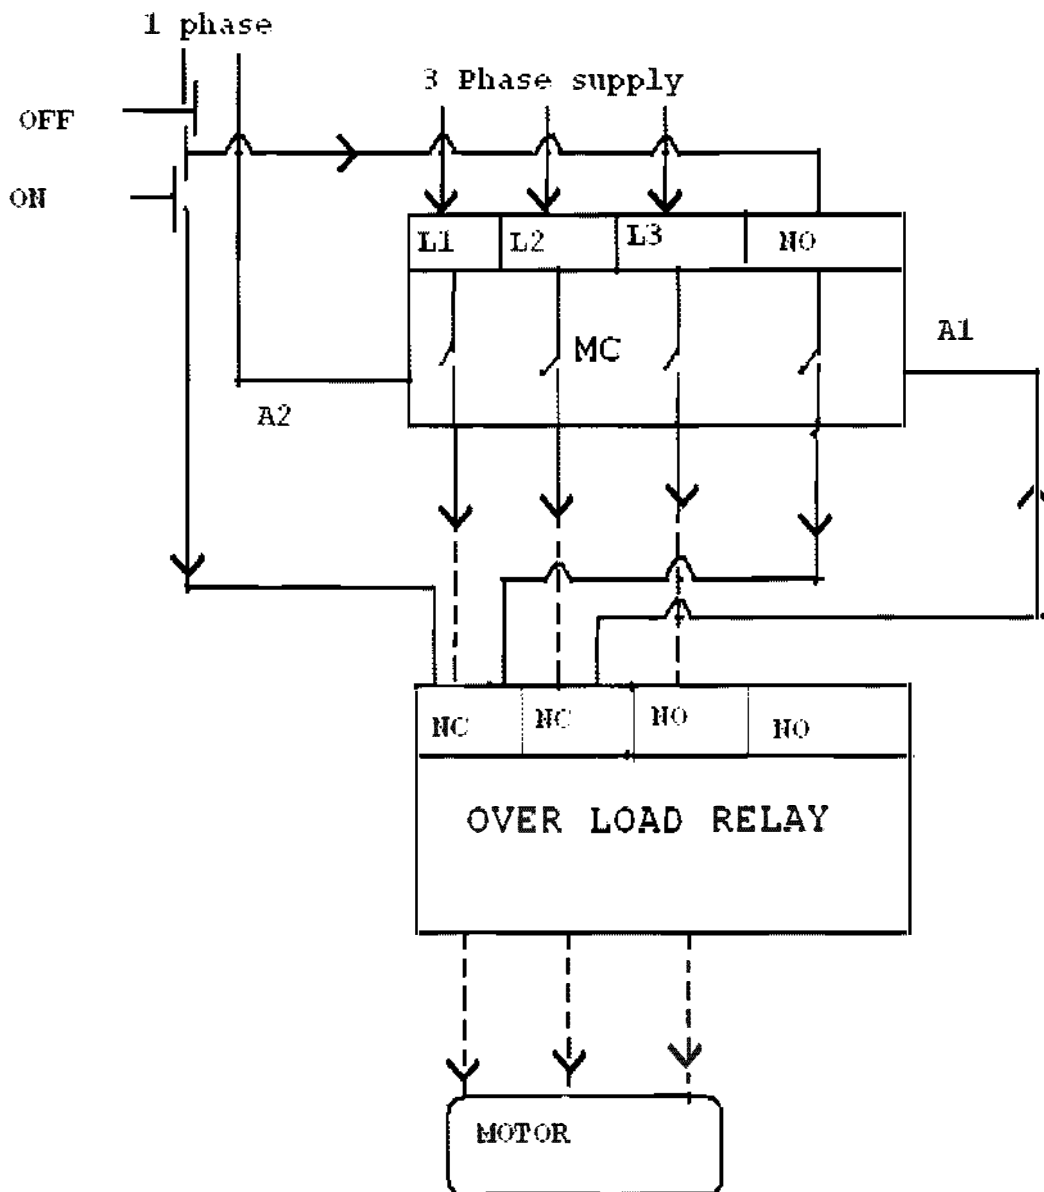 1 phase
3 Phase supply
OFF
ON
L1 L2 L3 NO
A1
MC
A2
NC NC NO NO
OVER LOAD RELAY
MOTOR